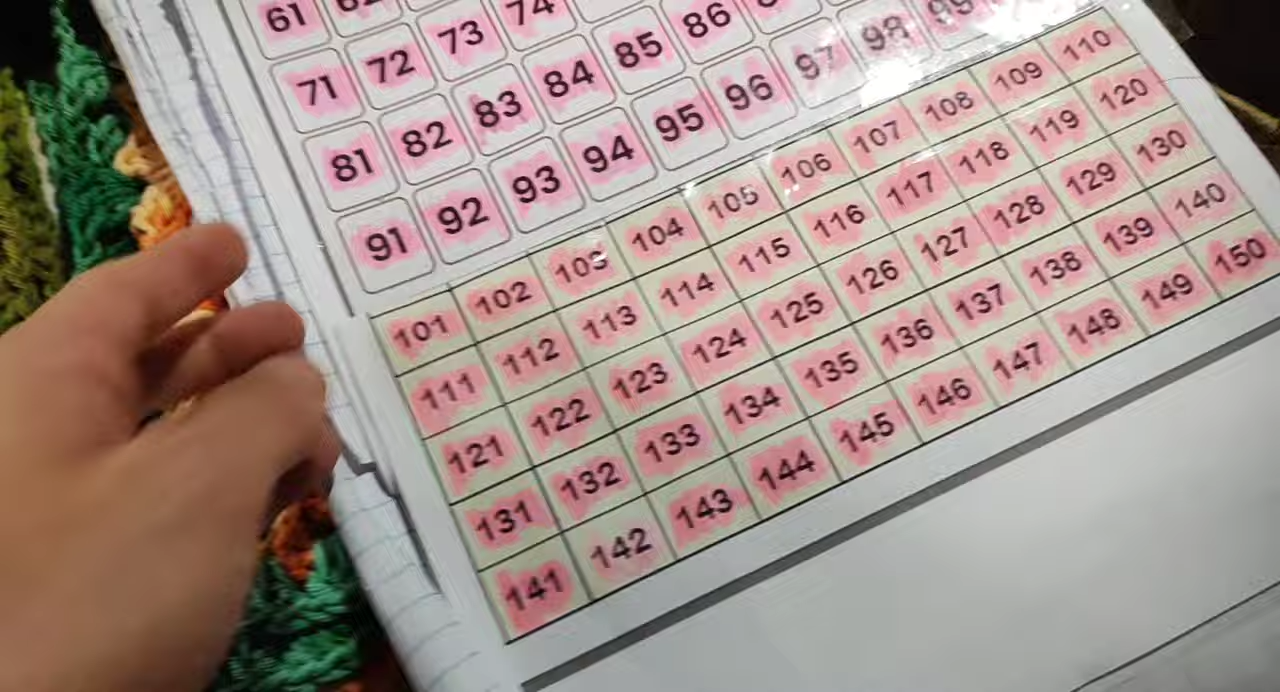 61 62
71 72 73 74
81 82 83 84 85 86
91 92 93 94 95 96 97 98 99
101 102 103 104 105 106 107 108 109 110
111 112 113 114 115 116 117 118 119 120
121 122 123 124 125 126 127 128 129 130
131 132 133 134 135 136 137 138 139 140
141 142 143 144 145 146 147 148 149 150